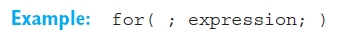 Example: for( ; expression; )